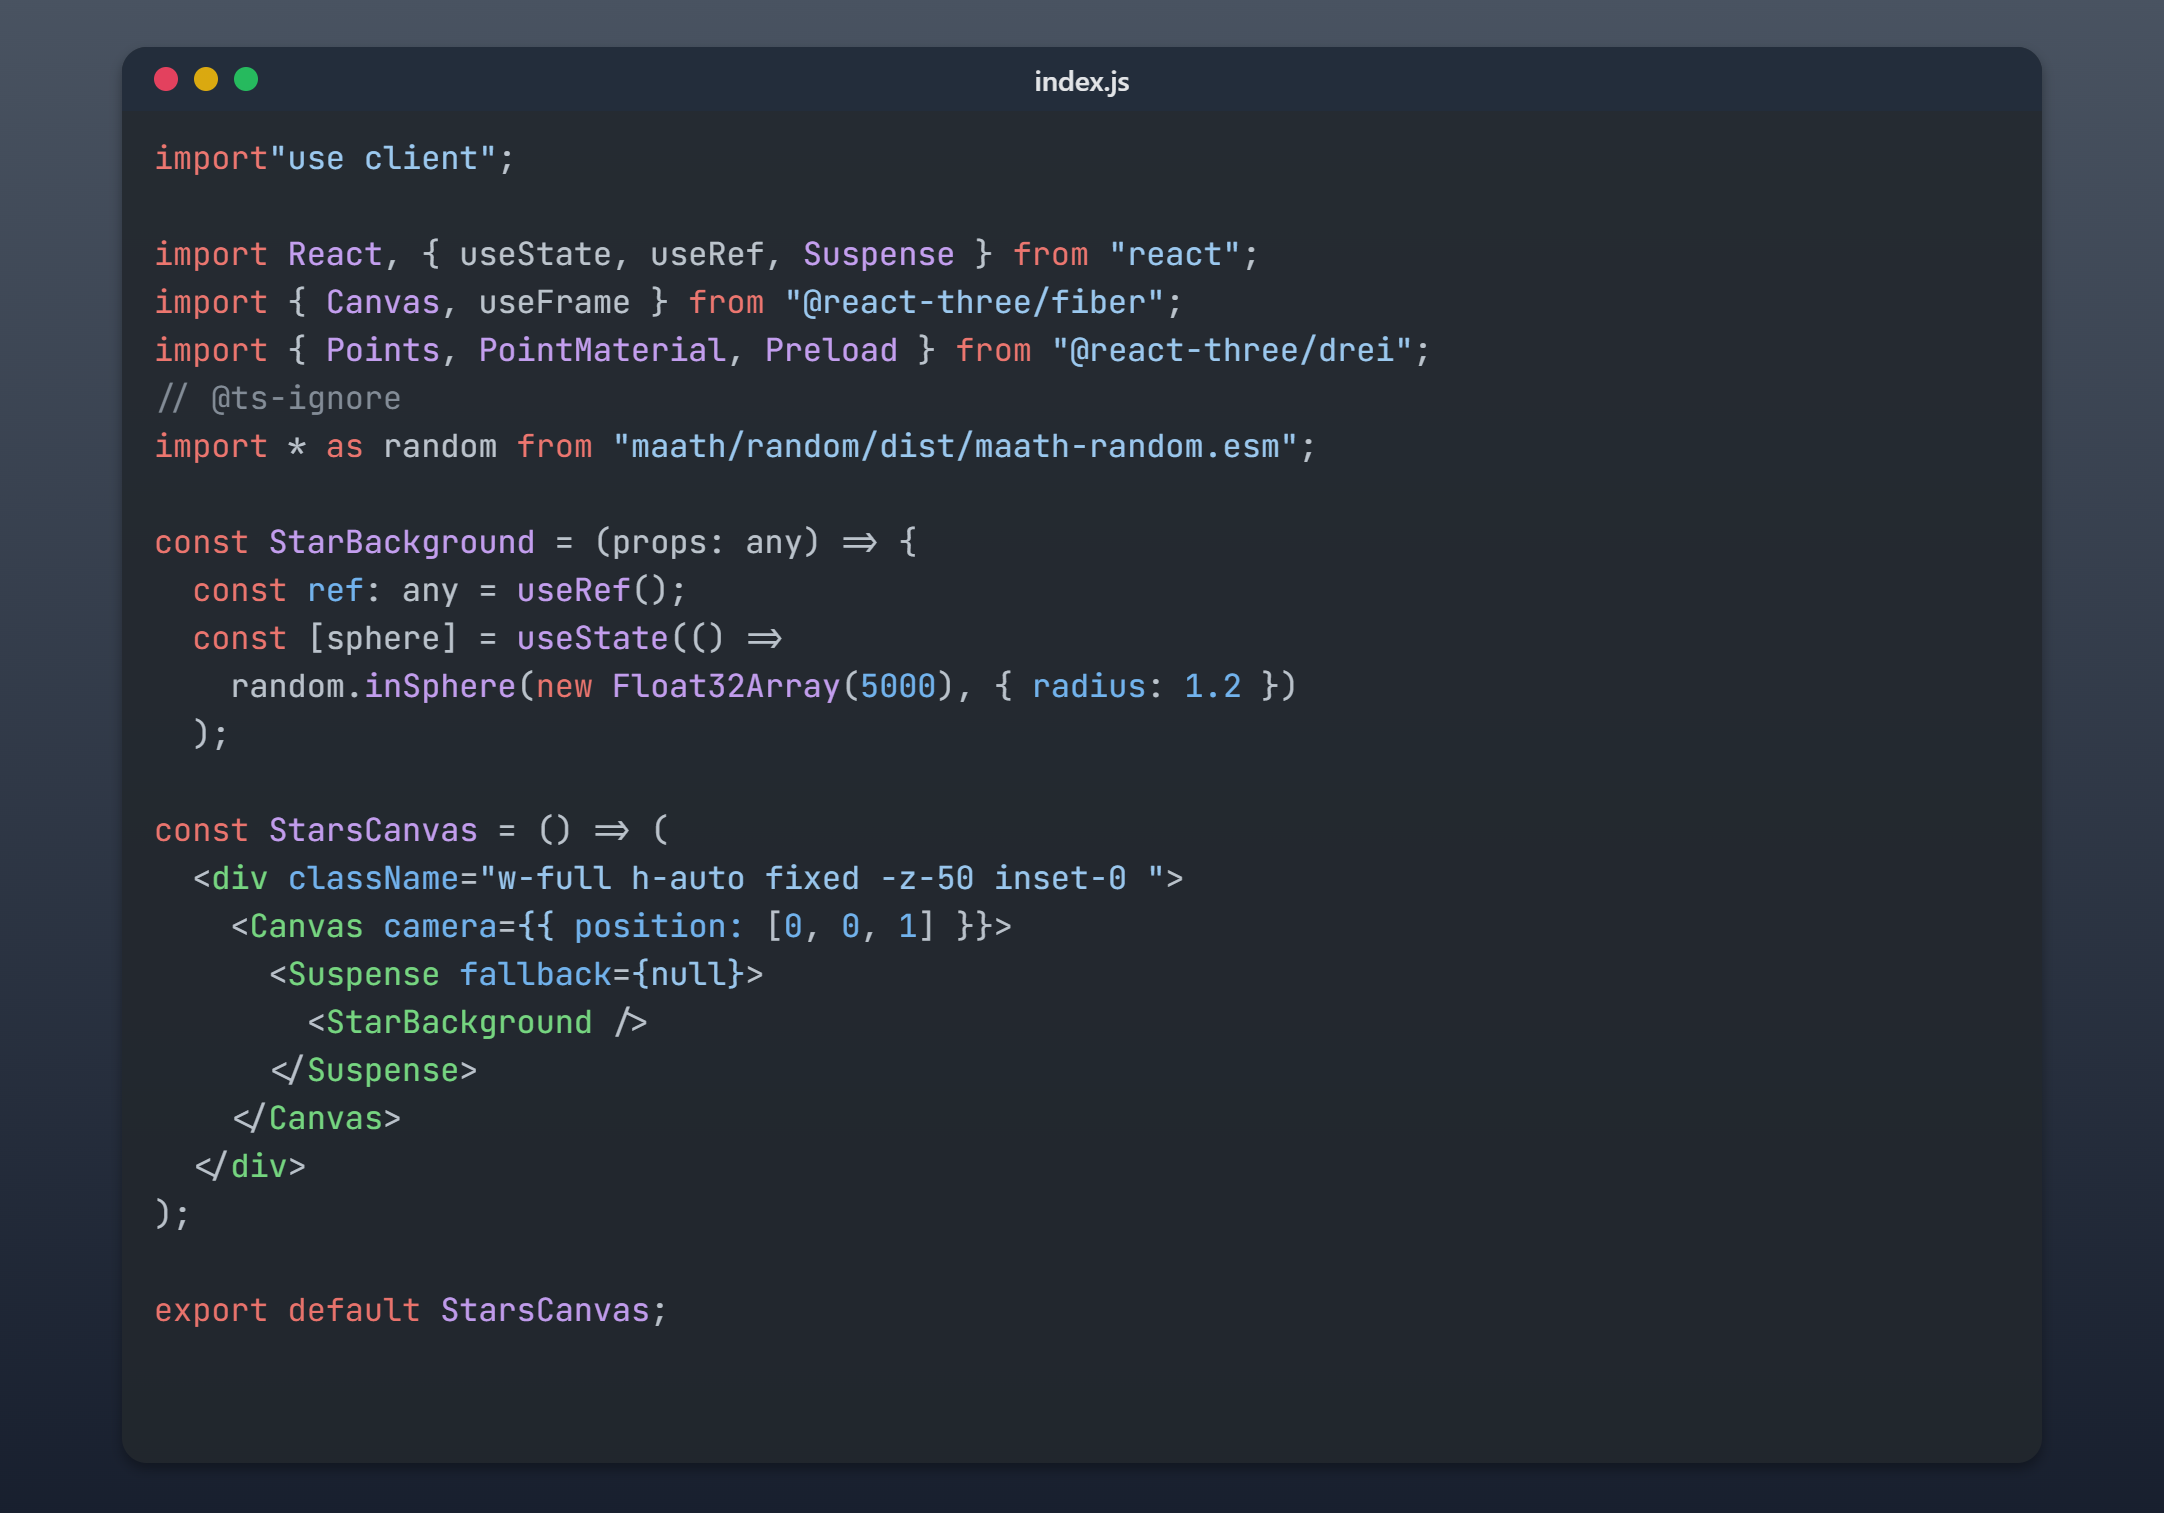 index.js
import"use client";
import React, { useState, useRef, Suspense } from "react";
import { Canvas, useFrame } from "@react-three/fiber";
import { Points, PointMaterial, Preload } from "@react-three/drei";
// @ts-ignore
import * as random from "maath/random/dist/maath-random.esm";
const StarBackground = (props: any) => {
  const ref: any = useRef();
  const [sphere] = useState(() =>
    random.inSphere(new Float32Array(5000), { radius: 1.2 })
  );
const StarsCanvas = () => (
  <div className="w-full h-auto fixed -z-50 inset-0 ">
    <Canvas camera={{ position: [0, 0, 1] }}>
      <Suspense fallback={null}>
        <StarBackground />
      </Suspense>
    </Canvas>
  </div>
);
export default StarsCanvas;